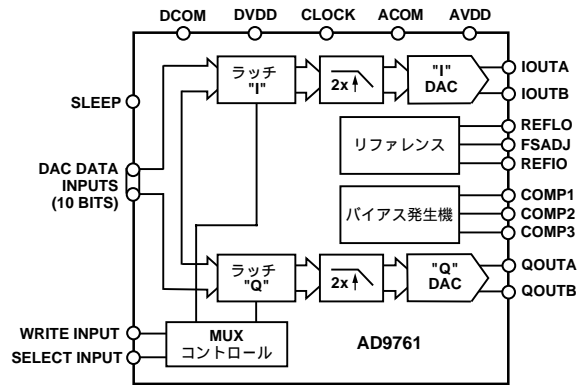 DCOM DVDD CLOCK ACOM AVDD
SLEEP
DAC DATA
INPUTS
(10 BITS)
WRITE INPUT
SELECT INPUT
ラッチ
"I"
2x
"I"
DAC
リファレンス
バイアス発生機
ラッチ
"Q"
2x
"Q"
DAC
MUX
コントロール
AD9761
IOUTA
IOUTB
REFLO
FSADJ
REFIO
COMP1
COMP2
COMP3
QOUTA
QOUTB